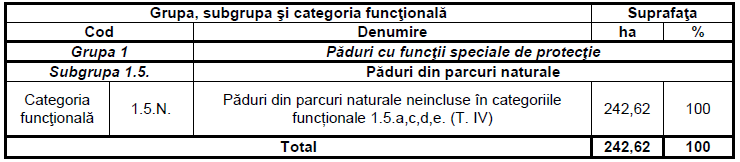 Grupa, subgrupa şi categoria funcţională Suprafaţa
Cod Denumire ha %
Grupa 1 Păduri cu funcţii speciale de protecţie
Subgrupa 1.5. Păduri din parcuri naturale
Categoria funcţională 1.5.N. Păduri din parcuri naturale neincluse în categoriile
funcționale 1.5.a,c,d,e. (T. IV) 242,62 100
Total 242,62 100